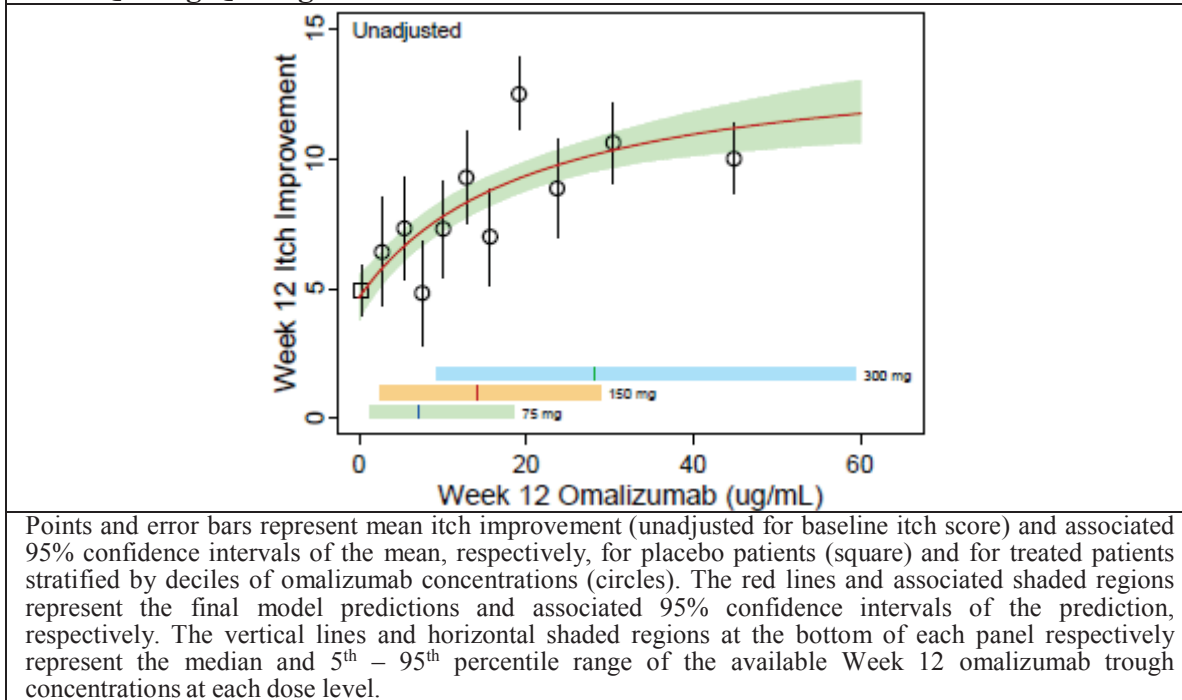 Unadjusted
15
10
5
0
Week 12 Itch Improvement
300 mg
150 mg
75 mg
0 20 40 60
Week 12 Omalizumab (ug/mL)
Points and error bars represent mean itch improvement (unadjusted for baseline itch score) and associated
95% confidence intervals of the mean, respectively, for placebo patients (square) and for treated patients
stratified by deciles of omalizumab concentrations (circles). The red lines and associated shaded regions
represent the final model predictions and associated 95% confidence intervals of the prediction,
respectively. The vertical lines and horizontal shaded regions at the bottom of each panel respectively
represent the median and 5th – 95th percentile range of the available Week 12 omalizumab trough
concentrations at each dose level.